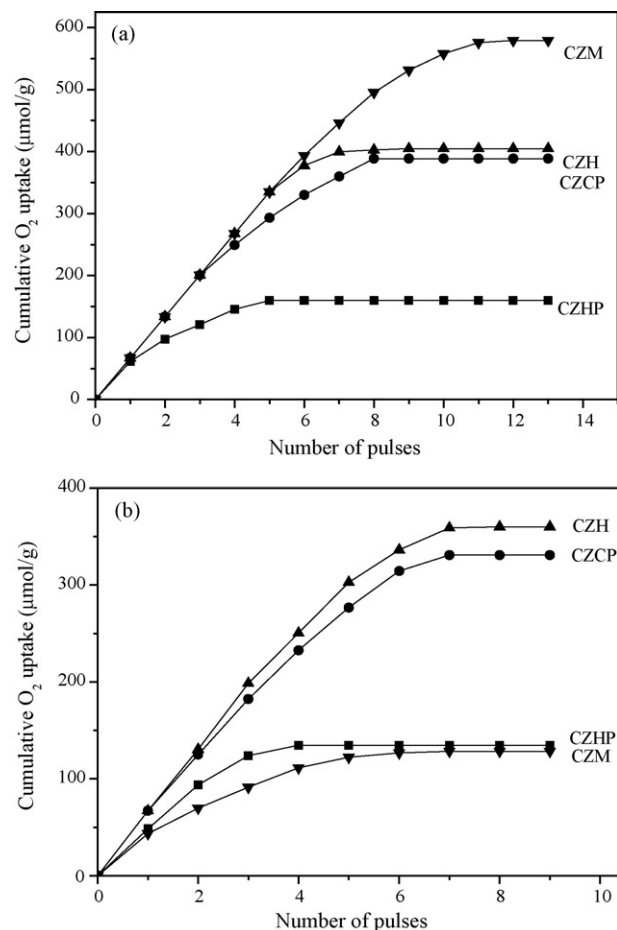 (a)
600
500
400
300
200
100
0
0 2 4 6 8 10 12 14
Cumulative O₂ uptake (μmol/g)
Number of pulses
CZM
CZH
CZCP
CZHP
(b)
400
300
200
100
0
0 2 4 6 8 10
Cumulative O₂ uptake (μmol/g)
Number of pulses
CZH
CZCP
CZHP
CZM